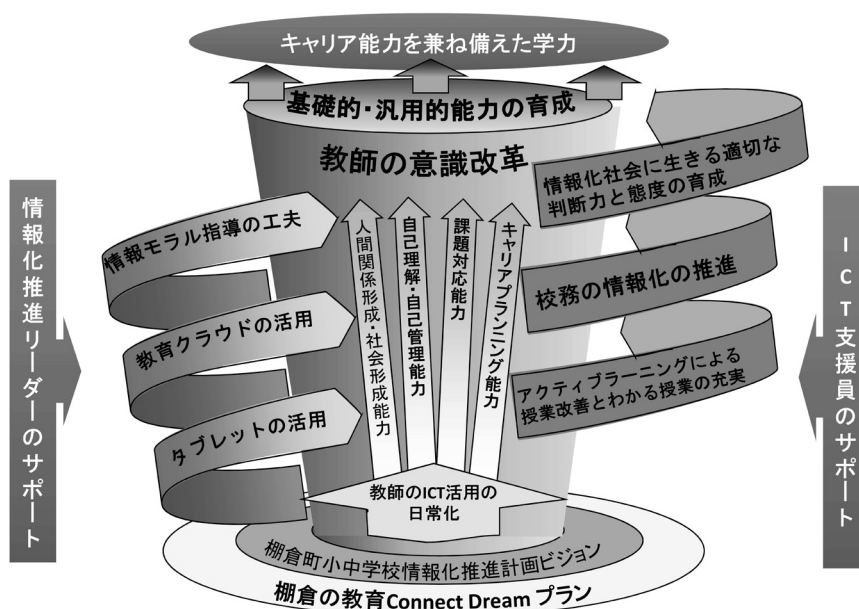 キャリア能力を兼ね備えた学力
基礎的・汎用的能力の育成
教師の意識改革
情報化推進リーダーのサポート
情報モラル指導の工夫
教育クラウドの活用
タブレットの活用
人間関係形成・社会形成能力
自己理解・自己管理能力
課題対応能力
キャリアプランニング能力
情報化社会に生きる適切な
判断力と態度の育成
校務の情報化の推進
アクティブラーニングによる
授業改善とわかる授業の充実
ICT支援員のサポート
教師のICT活用の
日常化
棚倉町小中学校情報化推進計画ビジョン
棚倉の教育Connect Dream プラン